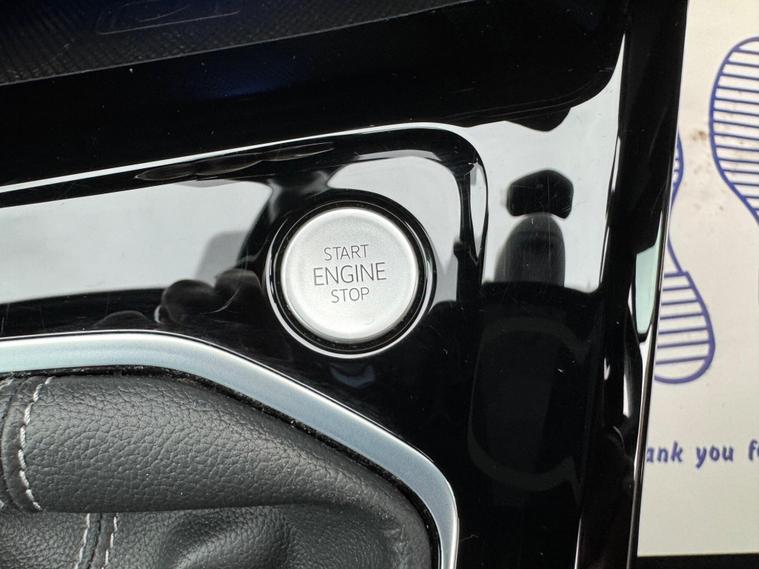 START
ENGINE
STOP
ank you f